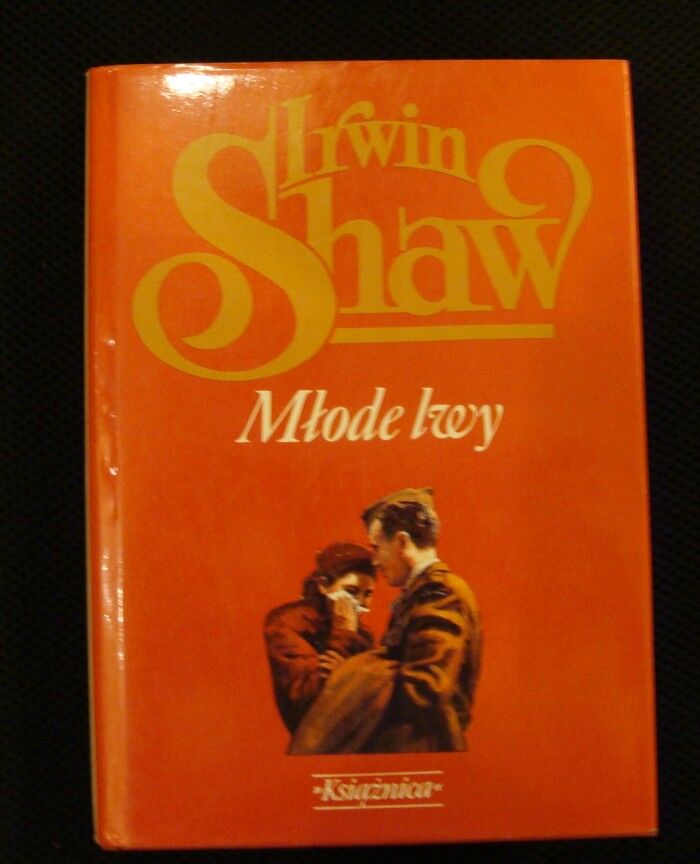 Irwin
Shaw
Młode lwy
»Książnica«